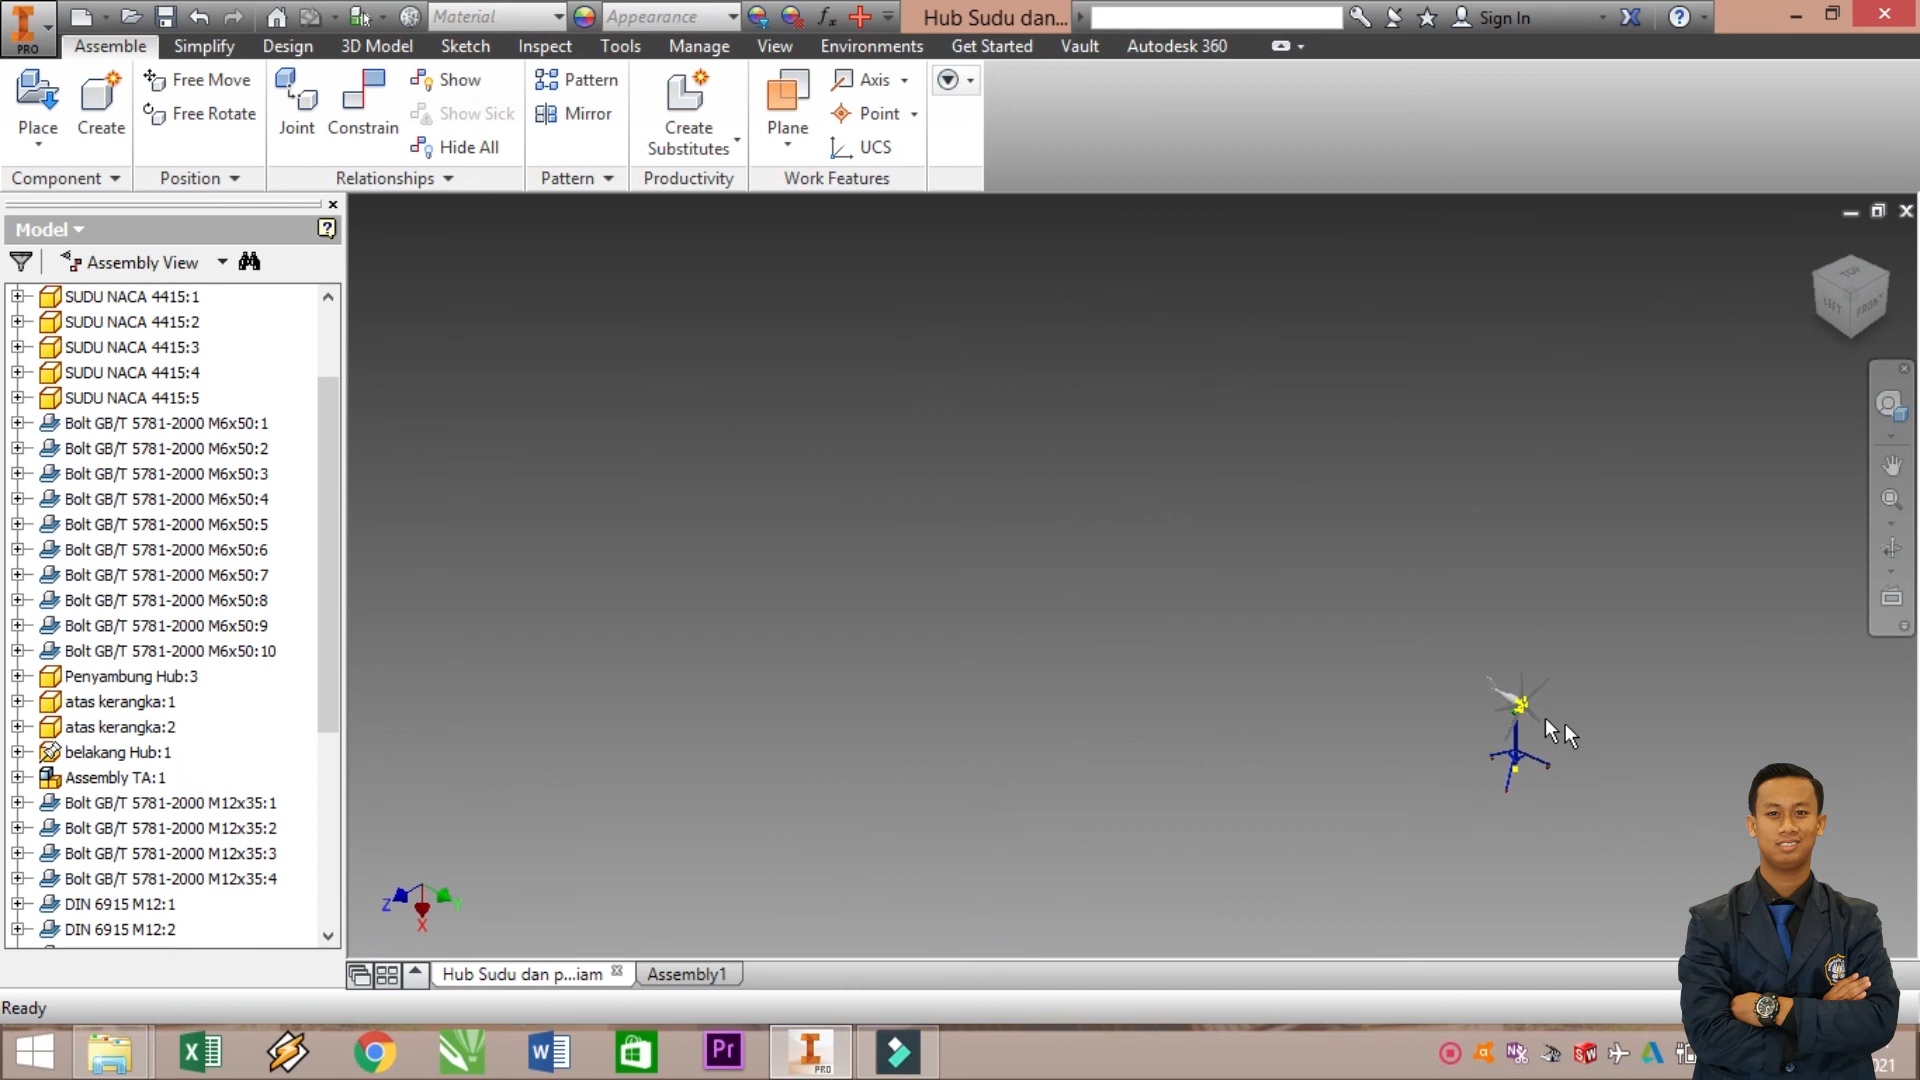 Material
Appearance
Hub Sudu dan...
Sign In
PRO
Assemble Simplify Design 3D Model Sketch Inspect Tools Manage View Environments Get Started Vault Autodesk 360
Place
Create
Free Move
Free Rotate
Joint
Constrain
Show
Show Sick
Hide All
Pattern
Mirror
Create
Substitutes
Plane
Axis
Point
UCS
Component Position Relationships Pattern Productivity Work Features
Model
Assembly View
SUDU NACA 4415:1
SUDU NACA 4415:2
SUDU NACA 4415:3
SUDU NACA 4415:4
SUDU NACA 4415:5
Bolt GB/T 5781-2000 M6x50:1
Bolt GB/T 5781-2000 M6x50:2
Bolt GB/T 5781-2000 M6x50:3
Bolt GB/T 5781-2000 M6x50:4
Bolt GB/T 5781-2000 M6x50:5
Bolt GB/T 5781-2000 M6x50:6
Bolt GB/T 5781-2000 M6x50:7
Bolt GB/T 5781-2000 M6x50:8
Bolt GB/T 5781-2000 M6x50:9
Bolt GB/T 5781-2000 M6x50:10
Penyambung Hub:3
atas kerangka:1
atas kerangka:2
belakang Hub:1
Assembly TA:1
Bolt GB/T 5781-2000 M12x35:1
Bolt GB/T 5781-2000 M12x35:2
Bolt GB/T 5781-2000 M12x35:3
Bolt GB/T 5781-2000 M12x35:4
DIN 6915 M12:1
DIN 6915 M12:2
TOP
LEFT
FRONT
Z
Y
X
Hub Sudu dan p...iam
Assembly1
Ready
Pr
PRO
021